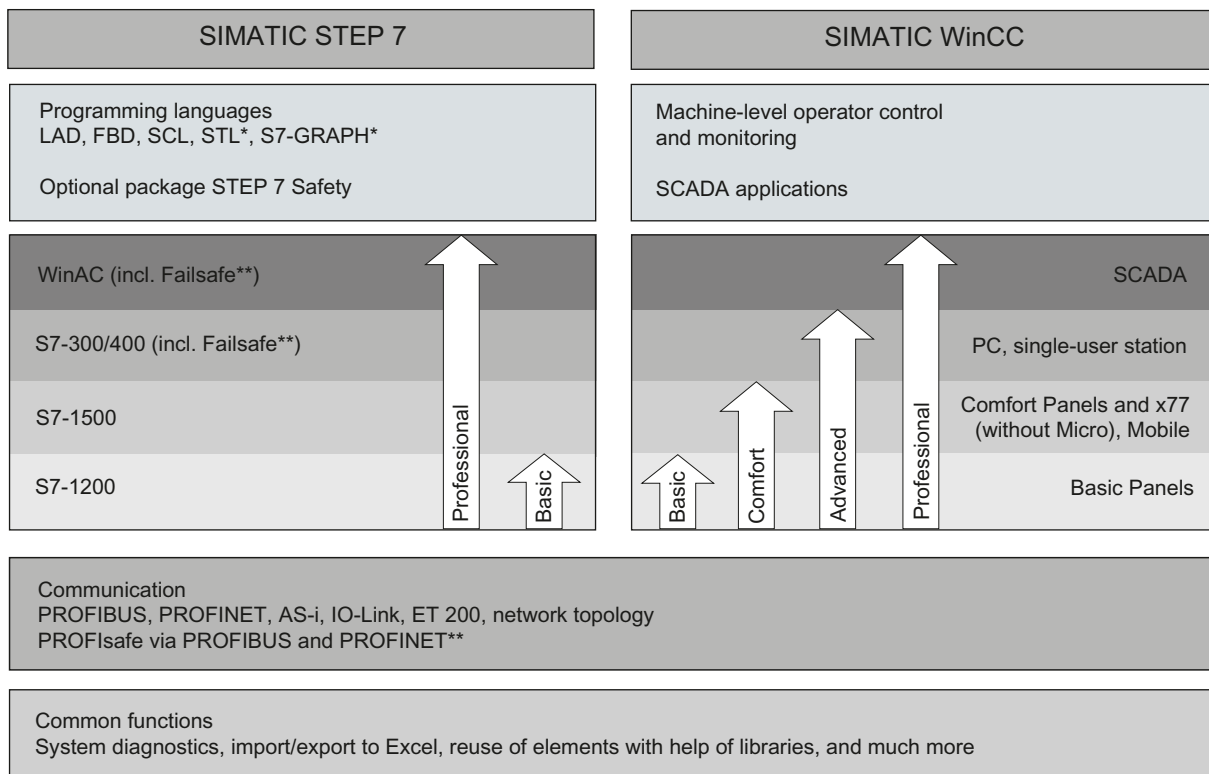 SIMATIC STEP 7
Programming languages
LAD, FBD, SCL, STL*, S7-GRAPH*
Optional package STEP 7 Safety
WinAC (incl. Failsafe**)
S7-300/400 (incl. Failsafe**)
S7-1500
S7-1200
Professional
Basic
SIMATIC WinCC
Machine-level operator control
and monitoring
SCADA applications
SCADA
PC, single-user station
Comfort Panels and x77
(without Micro), Mobile
Basic Panels
Basic
Comfort
Advanced
Professional
Communication
PROFIBUS, PROFINET, AS-i, IO-Link, ET 200, network topology
PROFIsafe via PROFIBUS and PROFINET**
Common functions
System diagnostics, import/export to Excel, reuse of elements with help of libraries, and much more